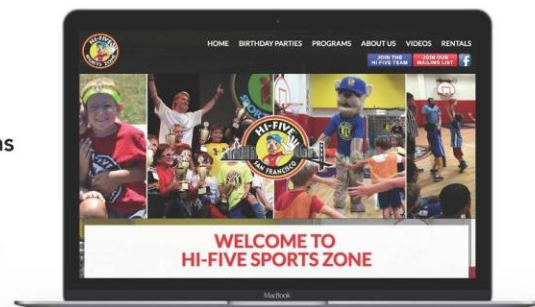 HI-FIVE
SPORTS ZONE
HOME BIRTHDAY PARTIES PROGRAMS ABOUT US VIDEOS RENTALS
JOIN THE
HI FIVE TEAM
JOIN OUR
MAILING LIST
f
HI-FIVE
SAN FRANCISCO
WELCOME TO
HI-FIVE SPORTS ZONE
MacBook